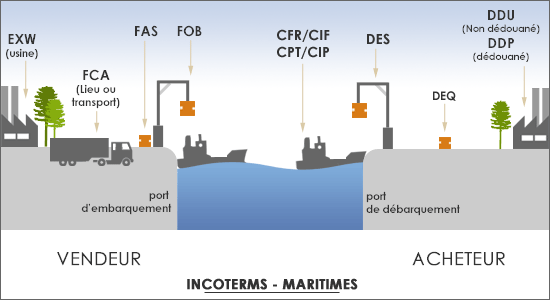 EXW
(usine)
FCA
(Lieu ou
transport)
FAS
FOB
CFR/CIF
CPT/CIP
DES
DEQ
DDU
(Non dédouané)
DDP
(dédouané)
port
d'embarquement
port
de débarquement
VENDEUR
ACHETEUR
INCOTERMS - MARITIMES